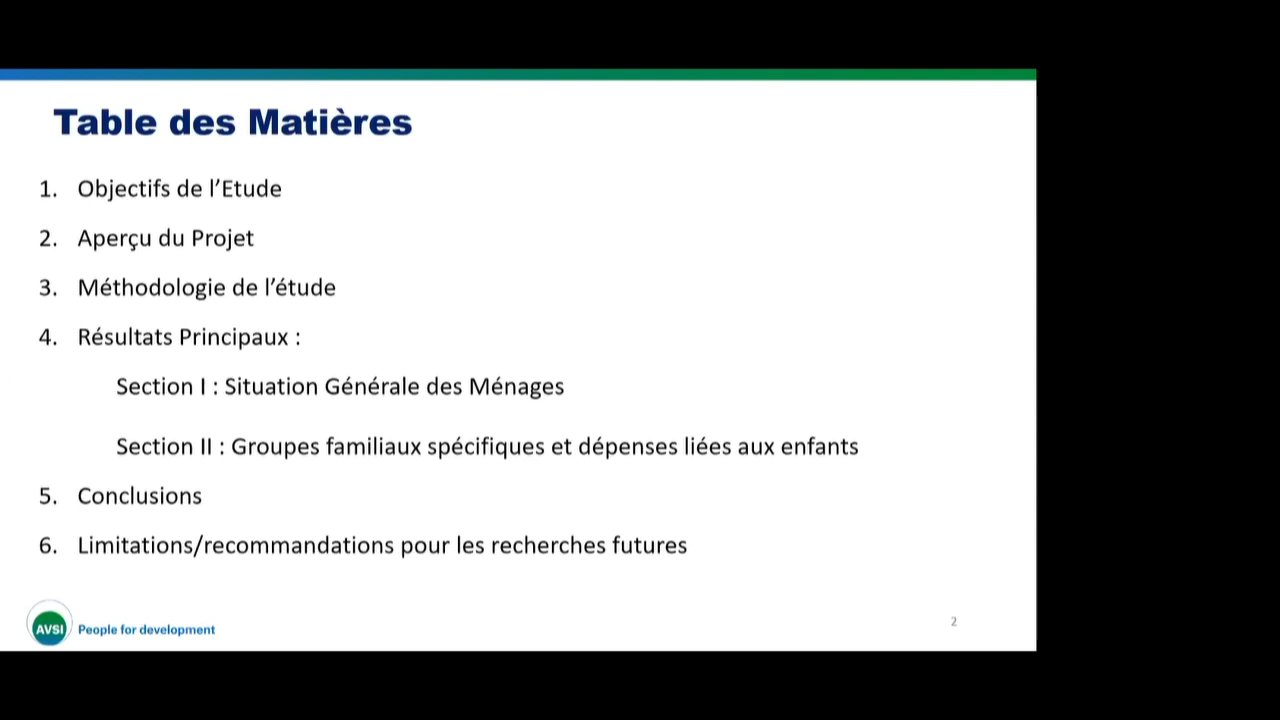 Table des Matières
1. Objectifs de l’Etude
2. Aperçu du Projet
3. Méthodologie de l’étude
4. Résultats Principaux :
Section I : Situation Générale des Ménages
Section II : Groupes familiaux spécifiques et dépenses liées aux enfants
5. Conclusions
6. Limitations/recommandations pour les recherches futures
AVSI People for development
2